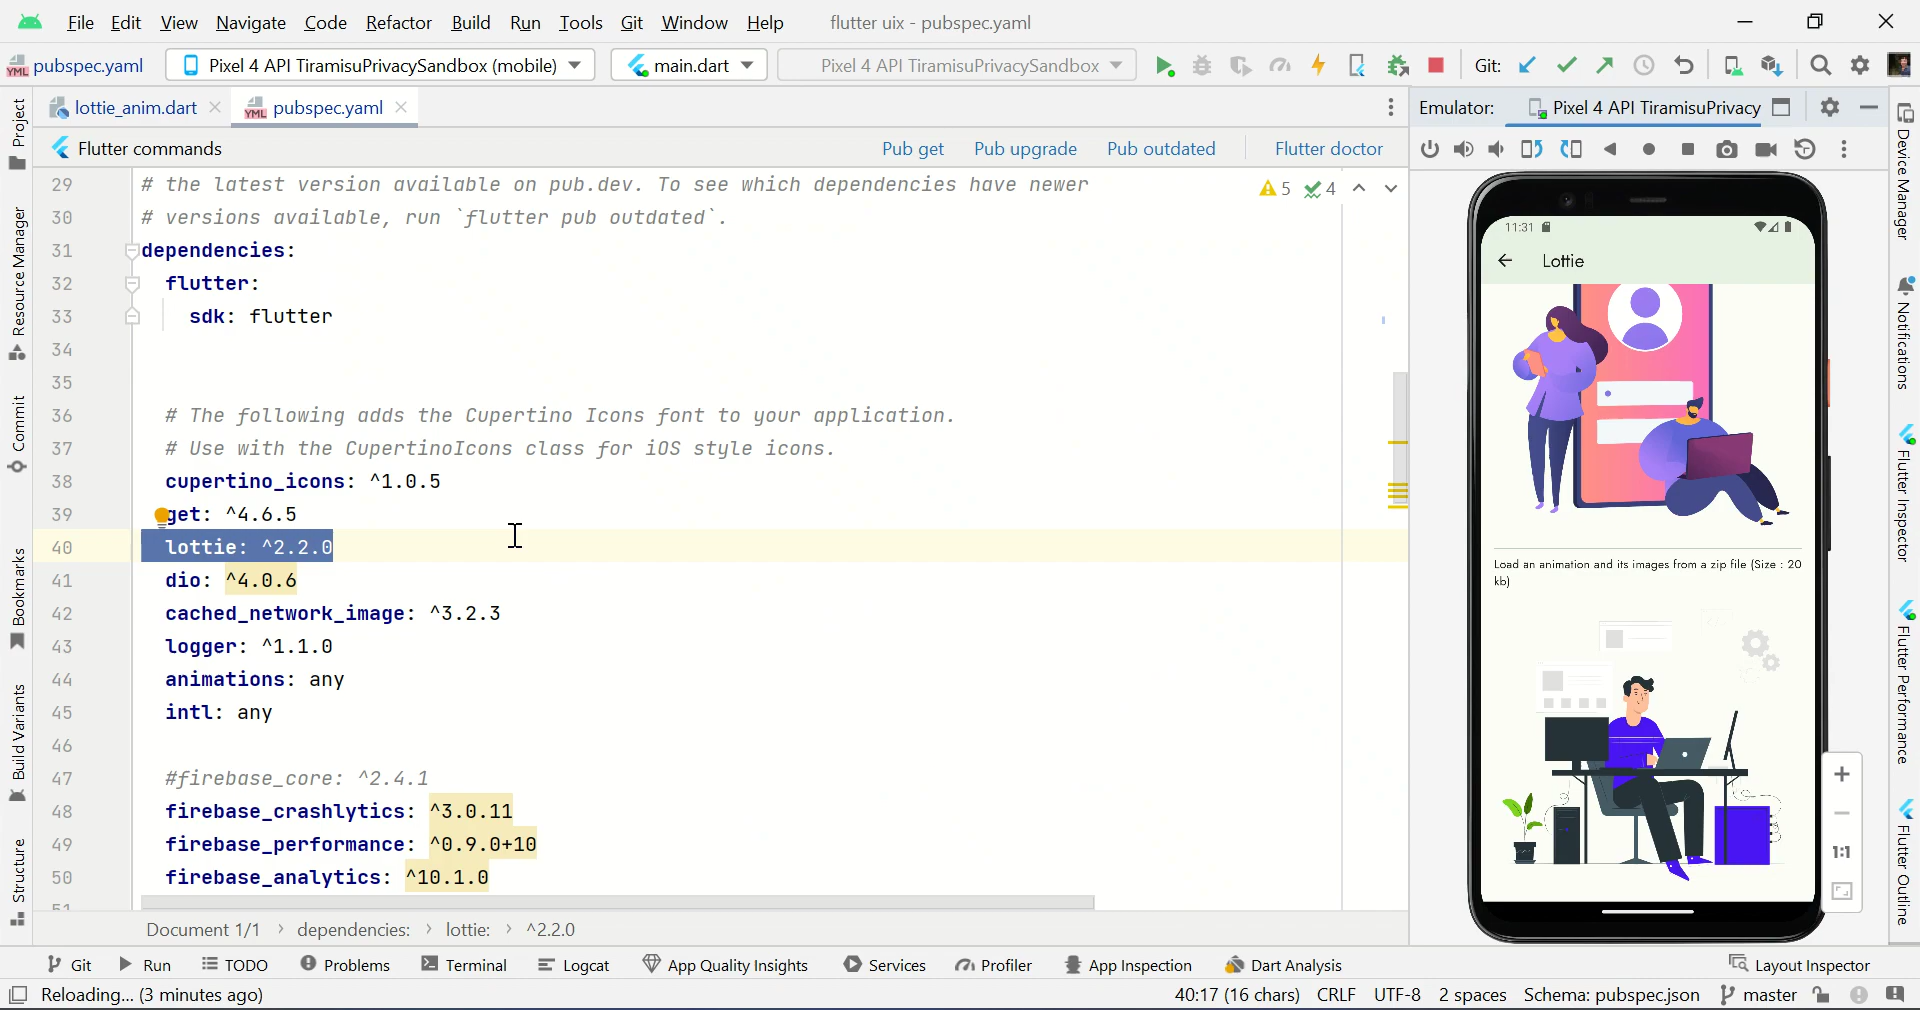 File Edit View Navigate Code Refactor Build Run Tools Git Window Help flutter uix - pubspec.yaml
YML pubspec.yaml Pixel 4 API TiramisuPrivacySandbox (mobile) main.dart Pixel 4 API TiramisuPrivacySandbox Git:
lottie_anim.dart YML pubspec.yaml
Flutter commands Pub get Pub upgrade Pub outdated Flutter doctor
29 # the latest version available on pub.dev. To see which dependencies have newer
5 4
30 # versions available, run `flutter pub outdated`.
31 dependencies:
32 flutter:
33 sdk: flutter
34
35
36 # The following adds the Cupertino Icons font to your application.
37 # Use with the CupertinoIcons class for iOS style icons.
38 cupertino_icons: ^1.0.5
39 get: ^4.6.5
40 lottie: ^2.2.0
41 dio: ^4.0.6
42 cached_network_image: ^3.2.3
43 logger: ^1.1.0
44 animations: any
45 intl: any
46
47 #firebase_core: ^2.4.1
48 firebase_crashlytics: ^3.0.11
49 firebase_performance: ^0.9.0+10
50 firebase_analytics: ^10.1.0
51
Document 1/1 › dependencies: › lottie: › ^2.2.0
Project
Resource Manager
Commit
Bookmarks
Build Variants
Structure
Emulator: Pixel 4 API TiramisuPrivacy
11:31
Lottie
Load an animation and its images from a zip file (Size : 20
kb)
1:1
Device Manager
Notifications
Flutter Inspector
Flutter Performance
Flutter Outline
Git Run TODO Problems Terminal Logcat App Quality Insights Services Profiler App Inspection Dart Analysis Layout Inspector
Reloading... (3 minutes ago) 40:17 (16 chars) CRLF UTF-8 2 spaces Schema: pubspec.json master